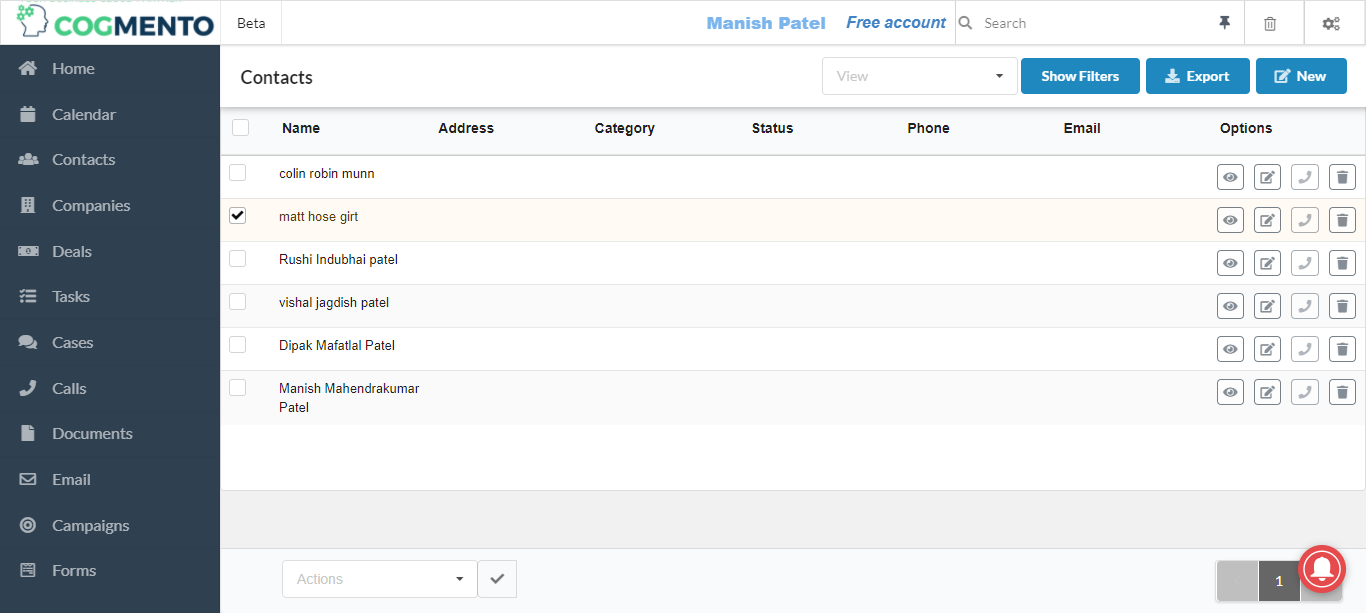 COGMENTO
Beta
Manish Patel
Free account
Search
Home
Calendar
Contacts
Companies
Deals
Tasks
Cases
Calls
Documents
Email
Campaigns
Forms
Contacts
View
Show Filters
Export
New
Name Address Category Status Phone Email Options
colin robin munn
matt hose girt
Rushi Indubhai patel
vishal jagdish patel
Dipak Mafatlal Patel
Manish Mahendrakumar
Patel
Actions
1